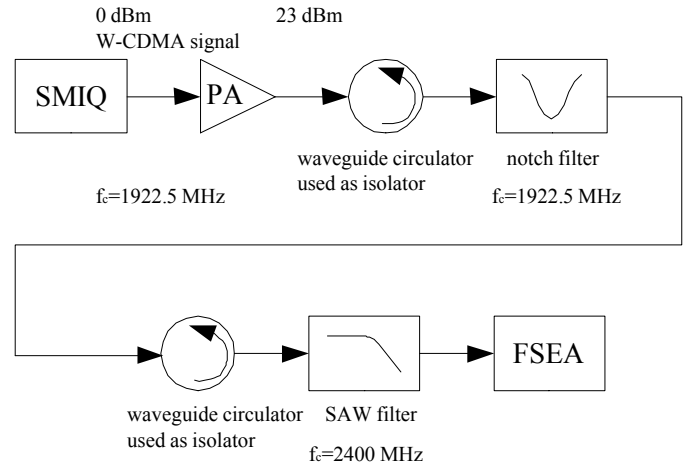 0 dBm
W-CDMA signal
23 dBm
SMIQ
PA
waveguide circulator
used as isolator
notch filter
fc=1922.5 MHz
fc=1922.5 MHz
FSEA
waveguide circulator
used as isolator
SAW filter
fc=2400 MHz